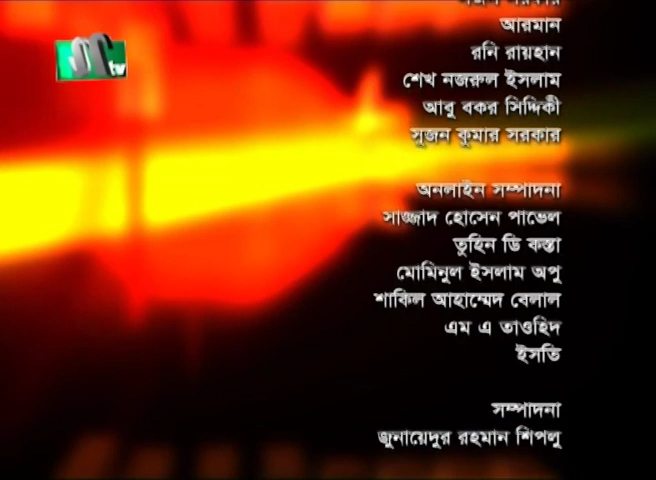 আরমান
রনি রায়হান
শেখ নজরুল ইসলাম
আবু বকর সিদ্দিকী
সুজন কুমার সরকার
অনলাইন সম্পাদনা
সাজ্জাদ হোসেন পাভেল
তুহিন ডি কস্তা
মোমিনুল ইসলাম অপু
শাকিল আহাম্মেদ বেলাল
এম এ তাওহিদ
ইসতি
সম্পাদনা
জুনায়েদুর রহমান শিপলু
tv